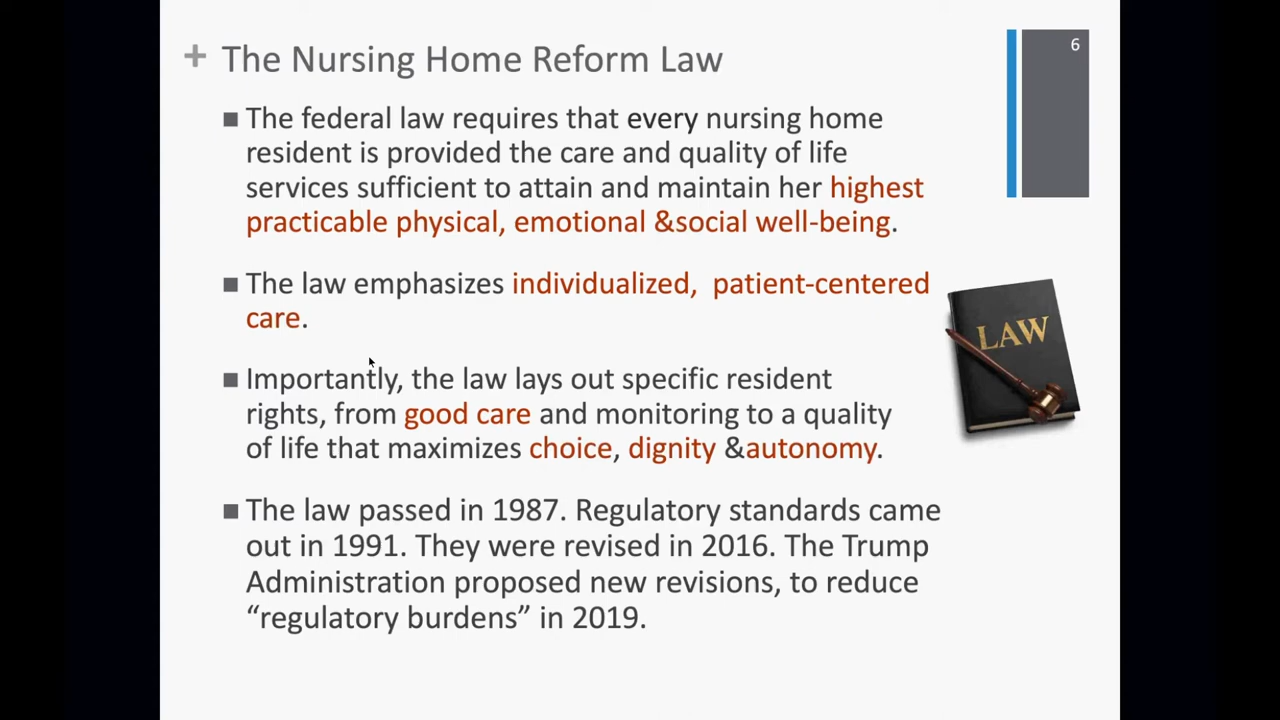 + The Nursing Home Reform Law
6
■ The federal law requires that every nursing home
resident is provided the care and quality of life
services sufficient to attain and maintain her highest
practicable physical, emotional &social well-being.
■ The law emphasizes individualized, patient-centered
care.
■ Importantly, the law lays out specific resident
rights, from good care and monitoring to a quality
of life that maximizes choice, dignity &autonomy.
■ The law passed in 1987. Regulatory standards came
out in 1991. They were revised in 2016. The Trump
Administration proposed new revisions, to reduce
“regulatory burdens” in 2019.
LAW